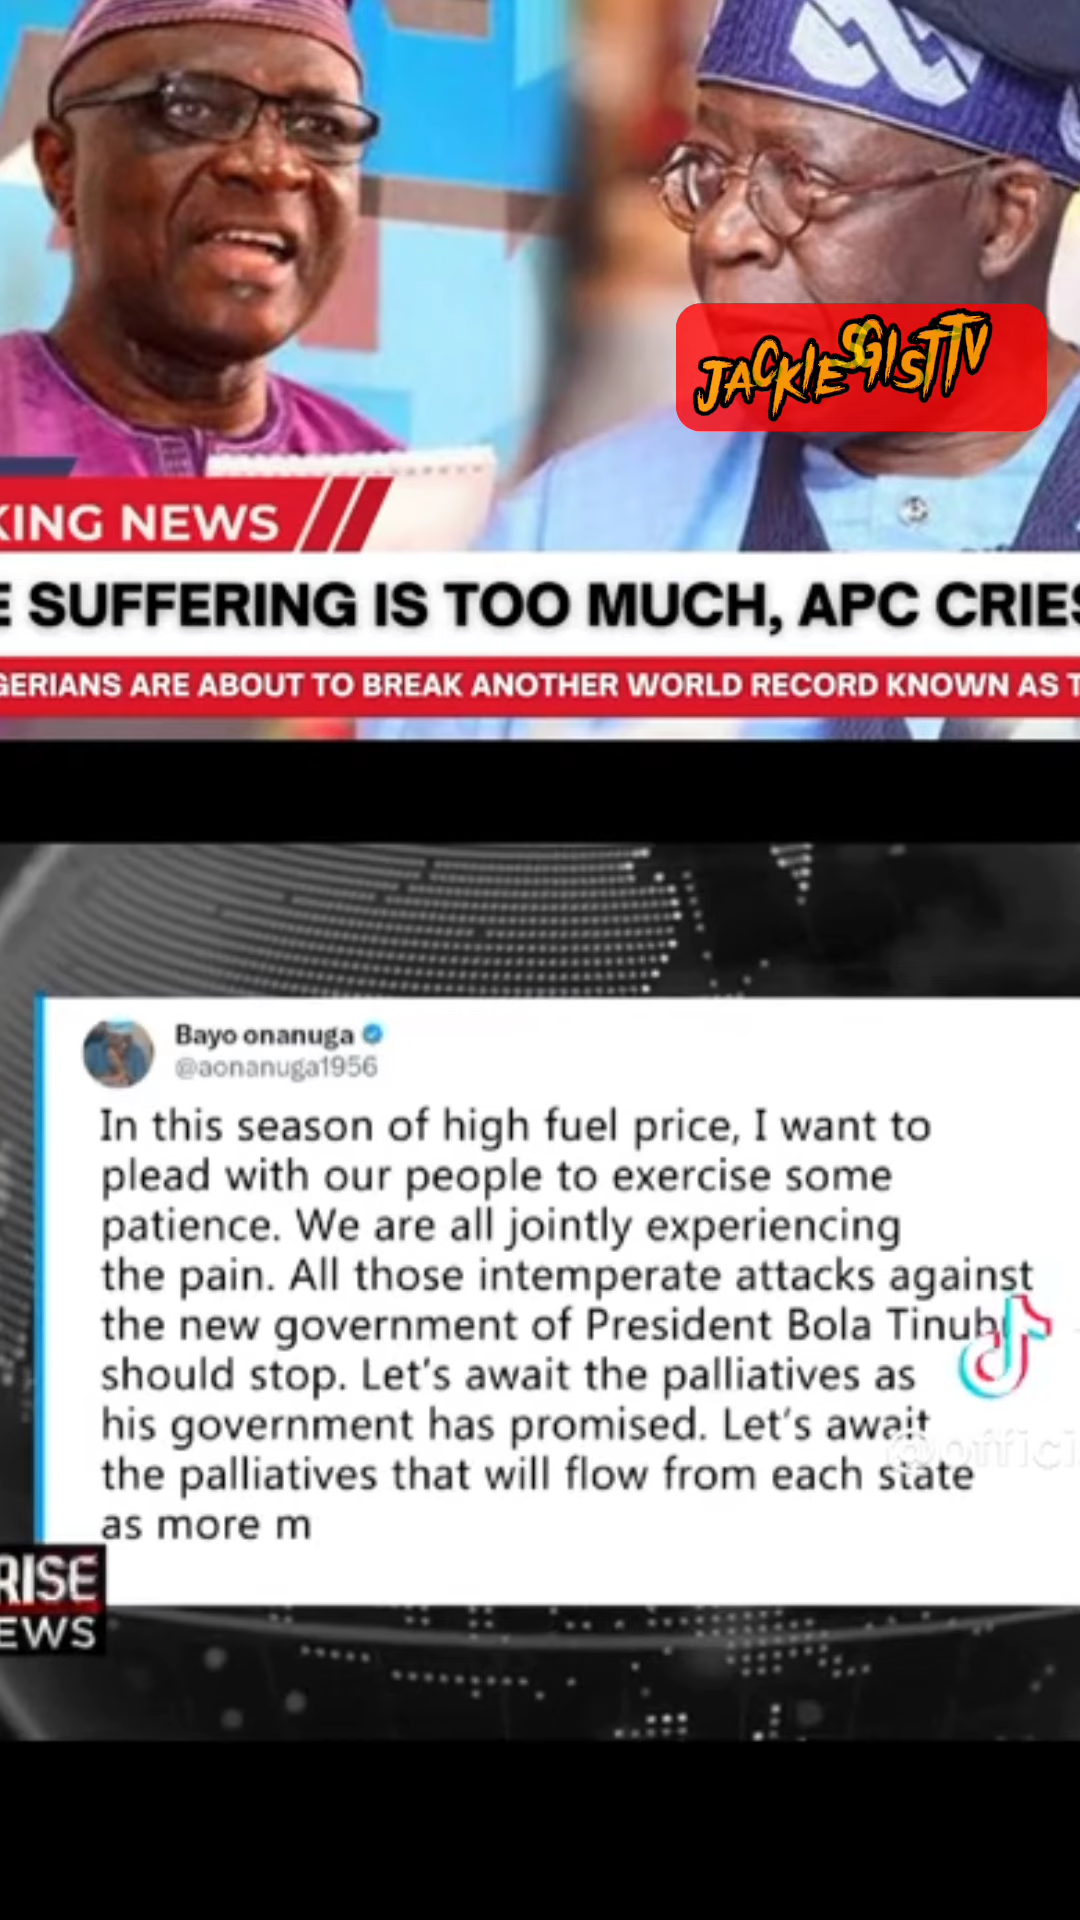 JACKIESGISTTV
KING NEWS
E SUFFERING IS TOO MUCH, APC CRIES
GERIANS ARE ABOUT TO BREAK ANOTHER WORLD RECORD KNOWN AS T
Bayo onanuga
@aonanuga1956
In this season of high fuel price, I want to
plead with our people to exercise some
patience. We are all jointly experiencing
the pain. All those intemperate attacks against
the new government of President Bola Tinubu
should stop. Let's await the palliatives as
his government has promised. Let's await
the palliatives that will flow from each state
as more m
@offici
RISE
EWS